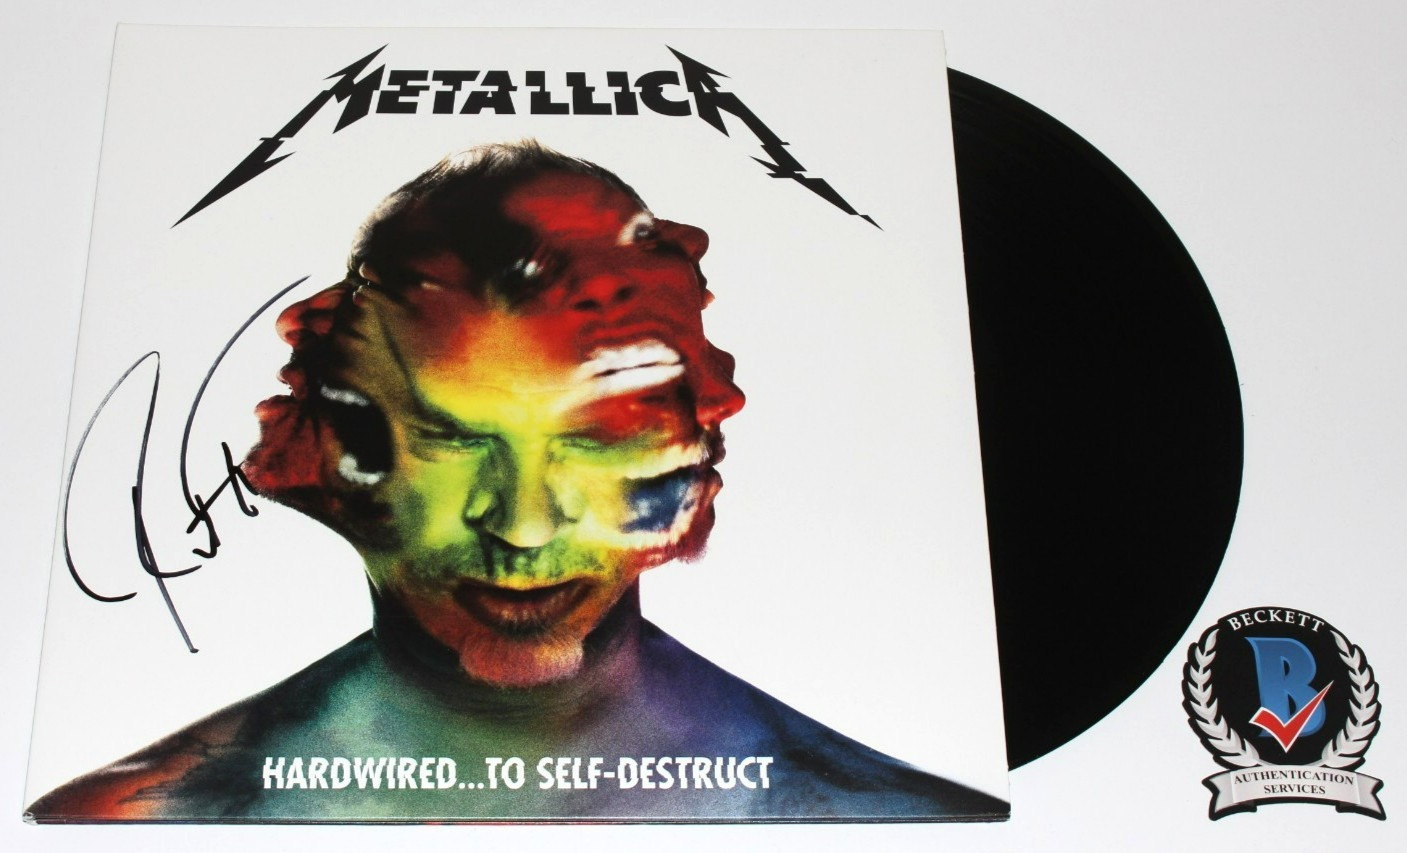 METALLICA
HARDWIRED...TO SELF-DESTRUCT
BECKETT
B
AUTHENTICATION
SERVICES